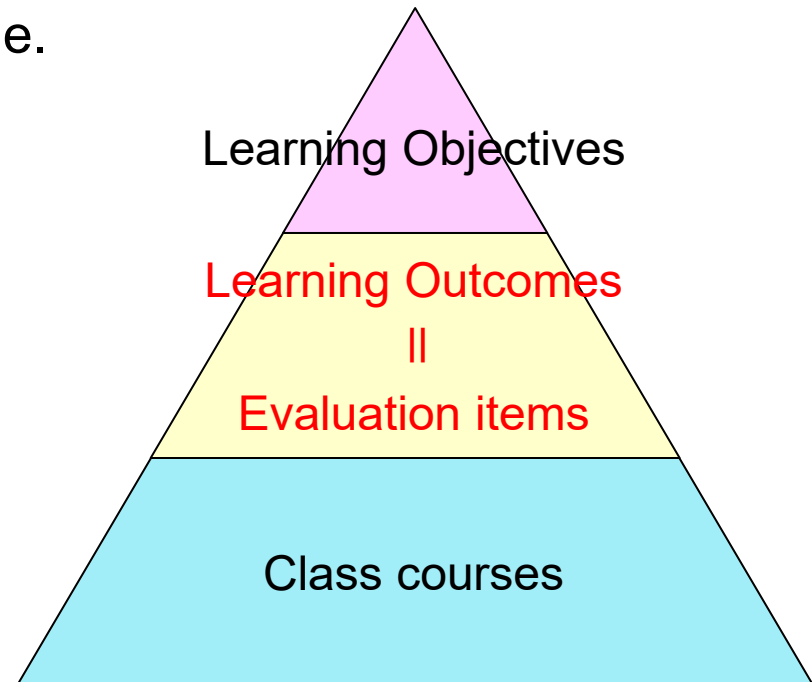 e.
Learning Objectives
Learning Outcomes
||
Evaluation items
Class courses